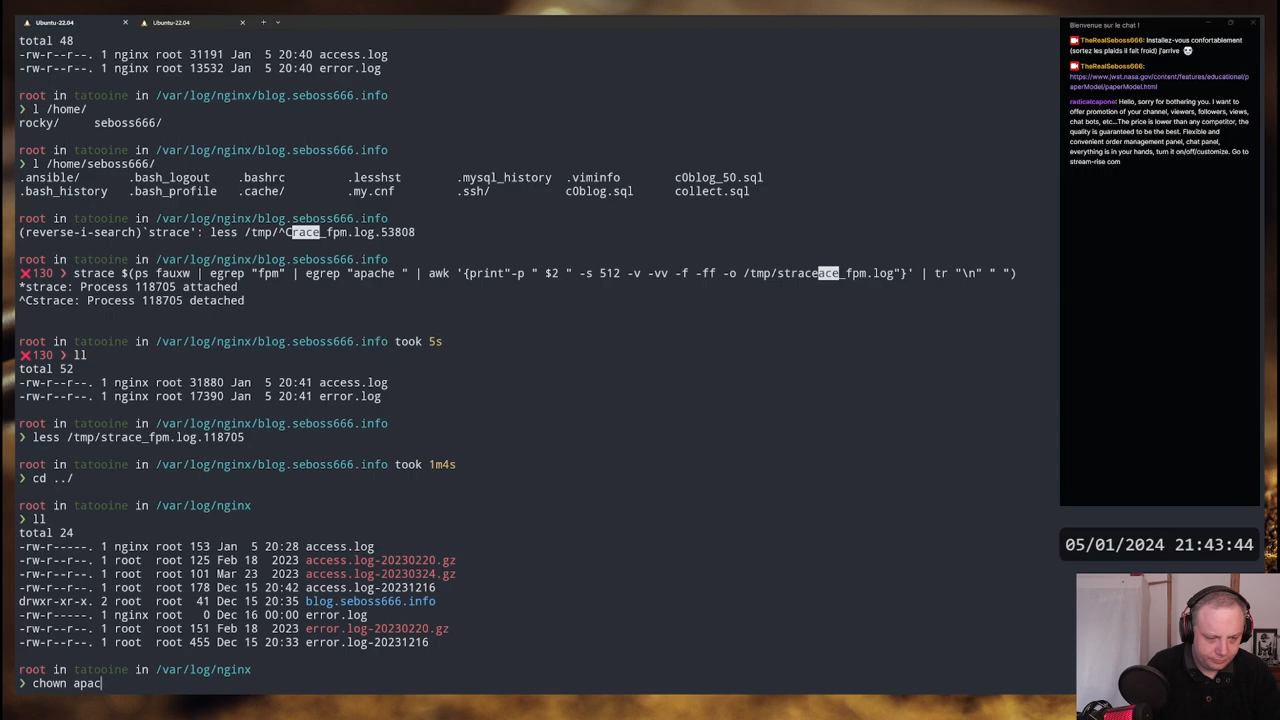 Ubuntu-22.04
Ubuntu-22.04
total 48
-rw-r--r--. 1 nginx root 31191 Jan  5 20:40 access.log
-rw-r--r--. 1 nginx root 13532 Jan  5 20:40 error.log
root in tatooine in /var/log/nginx/blog.seboss666.info
❯ l /home/
rocky/     seboss666/
root in tatooine in /var/log/nginx/blog.seboss666.info
❯ l /home/seboss666/
.ansible/      .bash_logout    .bashrc         .lesshst        .mysql_history  .viminfo        c0blog_50.sql
.bash_history  .bash_profile   .cache/         .my.cnf         .ssh/           c0blog.sql      collect.sql
root in tatooine in /var/log/nginx/blog.seboss666.info
(reverse-i-search)`strace': less /tmp/^Crace_fpm.log.53808
root in tatooine in /var/log/nginx/blog.seboss666.info
❌130 ❯ strace $(ps fauxw | egrep "fpm" | egrep "apache " | awk '{print"-p " $2 " -s 512 -v -vv -f -ff -o /tmp/straceace_fpm.log"}' | tr "\n" " ")
*strace: Process 118705 attached
^Cstrace: Process 118705 detached
root in tatooine in /var/log/nginx/blog.seboss666.info took 5s
❌130 ❯ ll
total 52
-rw-r--r--. 1 nginx root 31880 Jan  5 20:41 access.log
-rw-r--r--. 1 nginx root 17390 Jan  5 20:41 error.log
root in tatooine in /var/log/nginx/blog.seboss666.info
❯ less /tmp/strace_fpm.log.118705
root in tatooine in /var/log/nginx/blog.seboss666.info took 1m4s
❯ cd ../
root in tatooine in /var/log/nginx
❯ ll
total 24
-rw-r-----. 1 nginx root 153 Jan  5 20:28 access.log
-rw-r--r--. 1 root  root 125 Feb 18  2023 access.log-20230220.gz
-rw-r--r--. 1 root  root 101 Mar 23  2023 access.log-20230324.gz
-rw-r--r--. 1 root  root 178 Dec 15 20:42 access.log-20231216
drwxr-xr-x. 2 root  root  41 Dec 15 20:35 blog.seboss666.info
-rw-r-----. 1 nginx root   0 Dec 16 00:00 error.log
-rw-r--r--. 1 root  root 151 Feb 18  2023 error.log-20230220.gz
-rw-r--r--. 1 root  root 455 Dec 15 20:33 error.log-20231216
root in tatooine in /var/log/nginx
❯ chown apac
Bienvenue sur le chat !
TheRealSeboss666: Installez-vous confortablement
(sortez les plaids il fait froid) j'arrive
TheRealSeboss666:
https://www.jwst.nasa.gov/content/features/educational/p
aperModel/paperModel.html
radicalcapone: Hello, sorry for bothering you. I want to
offer promotion of your channel, viewers, followers, views,
chat bots, etc...The price is lower than any competitor, the
quality is guaranteed to be the best. Flexible and
convenient order management panel, chat panel,
everything is in your hands, turn it on/off/customize. Go to
stream-rise com
05/01/2024 21:43:44